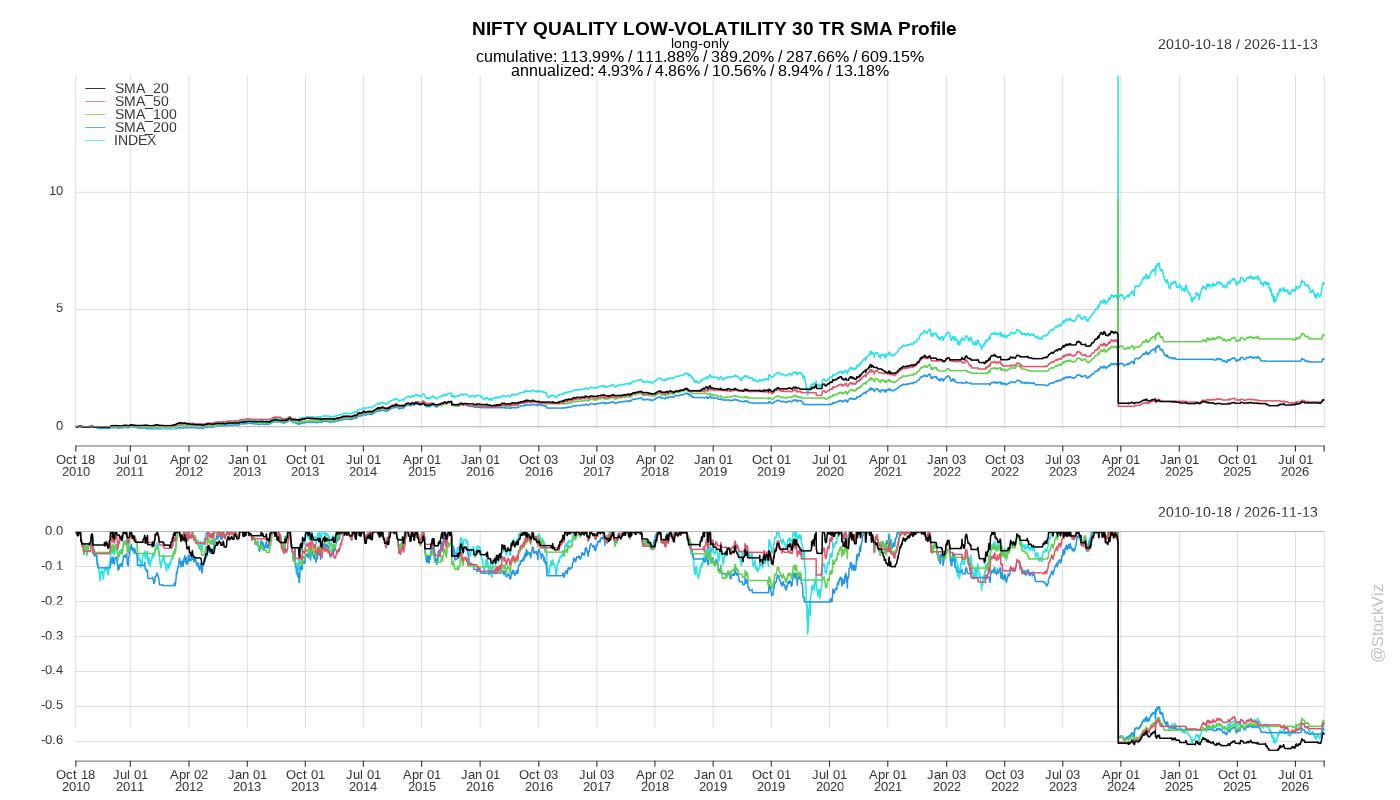 NIFTY QUALITY LOW-VOLATILITY 30 TR SMA Profile
long-only
2010-10-18 / 2026-11-13
cumulative: 113.99% / 111.88% / 389.20% / 287.66% / 609.15%
annualized: 4.93% / 4.86% / 10.56% / 8.94% / 13.18%
SMA_20
SMA_50
SMA_100
SMA_200
INDEX
10
5
0
Oct 18 Jul 01 Apr 02 Jan 01 Oct 01 Jul 01 Apr 01 Jan 01 Oct 03 Jul 03 Apr 02 Jan 01 Oct 01 Jul 01 Apr 01 Jan 03 Oct 03 Jul 03 Apr 01 Jan 01 Oct 01 Jul 01
2010 2011 2012 2013 2013 2014 2015 2016 2016 2017 2018 2019 2019 2020 2021 2022 2022 2023 2024 2025 2025 2026
2010-10-18 / 2026-11-13
0.0
-0.1
-0.2
-0.3
-0.4
-0.5
-0.6
Oct 18 Jul 01 Apr 02 Jan 01 Oct 01 Jul 01 Apr 01 Jan 01 Oct 03 Jul 03 Apr 02 Jan 01 Oct 01 Jul 01 Apr 01 Jan 03 Oct 03 Jul 03 Apr 01 Jan 01 Oct 01 Jul 01
2010 2011 2012 2013 2013 2014 2015 2016 2016 2017 2018 2019 2019 2020 2021 2022 2022 2023 2024 2025 2025 2026
@StockViz